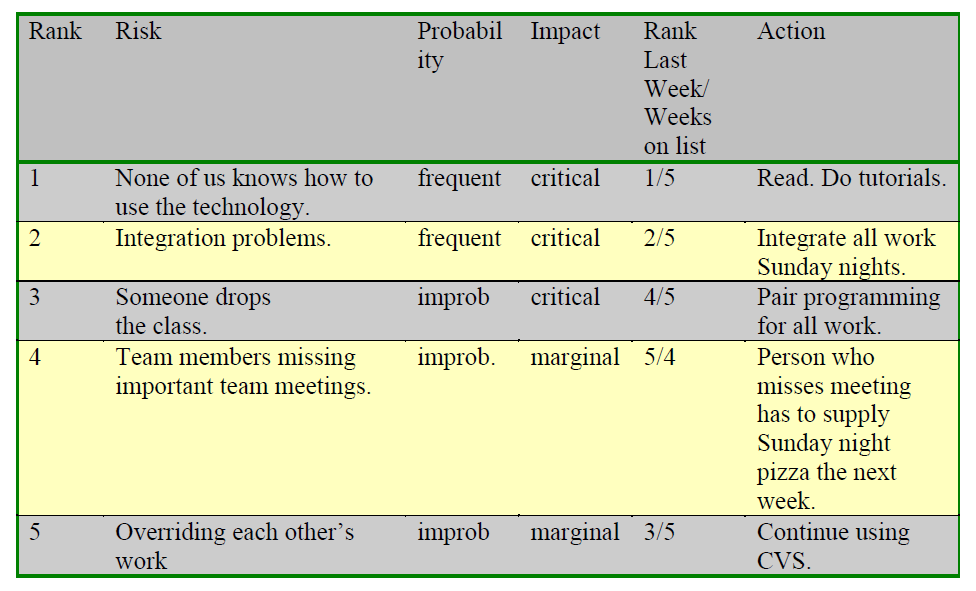 Rank Risk Probabil Impact Rank Action
ity Last
Week/
Weeks
on list
1 None of us knows how to frequent critical 1/5 Read. Do tutorials.
use the technology.
2 Integration problems. frequent critical 2/5 Integrate all work
Sunday nights.
3 Someone drops improb critical 4/5 Pair programming
the class. for all work.
4 Team members missing improb. marginal 5/4 Person who
important team meetings. misses meeting
has to supply
Sunday night
pizza the next
week.
5 Overriding each other’s improb marginal 3/5 Continue using
work CVS.